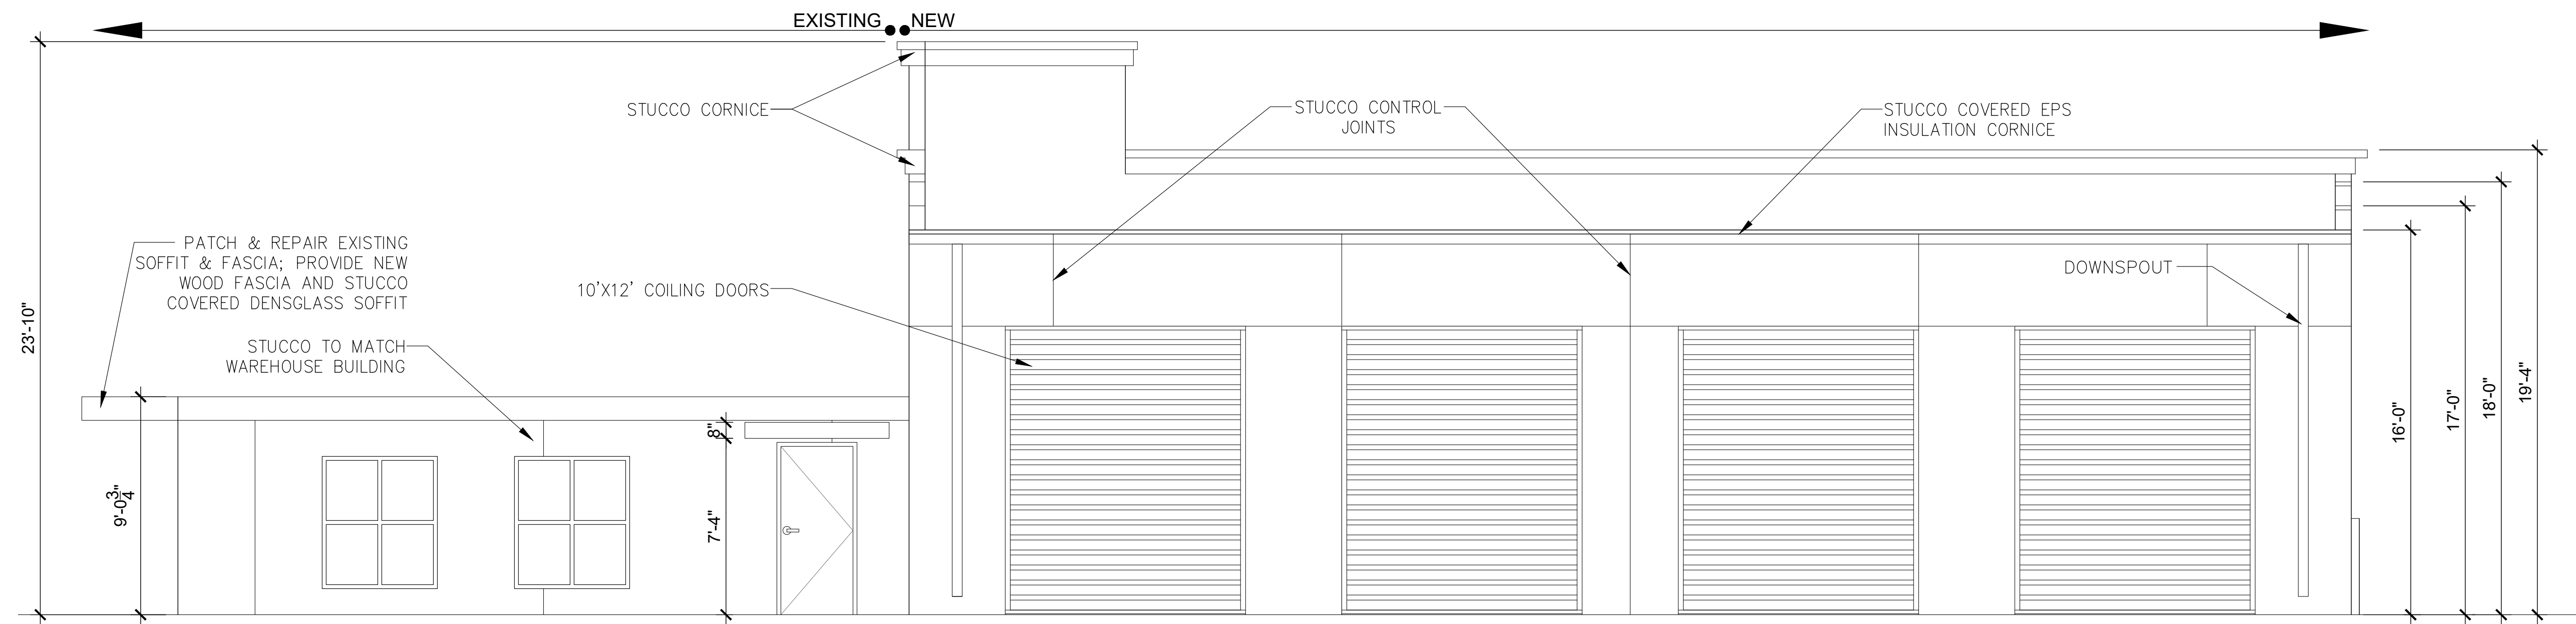 EXISTING NEW
STUCCO CORNICE
STUCCO CONTROL
JOINTS
STUCCO COVERED EPS
INSULATION CORNICE
PATCH & REPAIR EXISTING
SOFFIT & FASCIA; PROVIDE NEW
WOOD FASCIA AND STUCCO
COVERED DENSGLASS SOFFIT
10'X12' COILING DOORS
DOWNSPOUT
STUCCO TO MATCH
WAREHOUSE BUILDING
23'-10"
9'-0 3/4"
8"
7'-4"
16'-0"
17'-0"
18'-0"
19'-4"